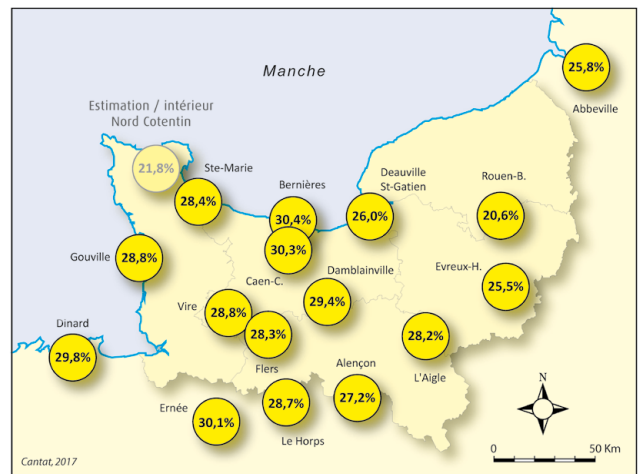 Manche
25,8%
Abbeville
Estimation / intérieur
Nord Cotentin
21,8%
Ste-Marie
28,4%
Bernières
30,4%
30,3%
Caen-C.
Deauville
St-Gatien
26,0%
Rouen-B.
20,6%
Gouville
28,8%
Damblainville
29,4%
Evreux-H.
25,5%
Vire
28,8%
28,3%
Flers
Dinard
29,8%
28,2%
L'Aigle
Alençon
27,2%
Ernée
30,1%
28,7%
Le Horps
N
0
50 Km
Cantat, 2017